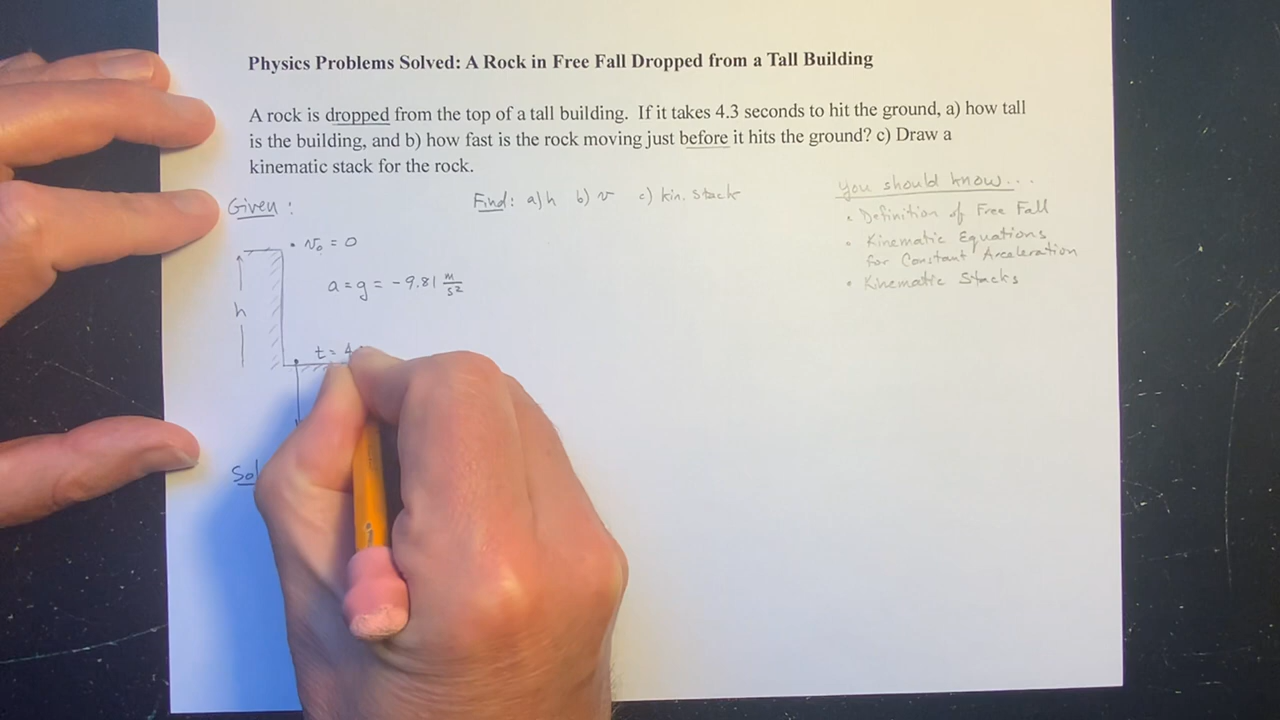 Physics Problems Solved: A Rock in Free Fall Dropped from a Tall Building
A rock is dropped from the top of a tall building. If it takes 4.3 seconds to hit the ground, a) how tall
is the building, and b) how fast is the rock moving just before it hits the ground? c) Draw a
kinematic stack for the rock.
Given:
Find: a) h b) v c) kin. stack
you should know...
• Definition of Free Fall
• Kinematic Equations
for Constant Acceleration
• Kinematic Stacks
• v₀ = 0
a = g = -9.81 m/s²
h
t = 4
Sol